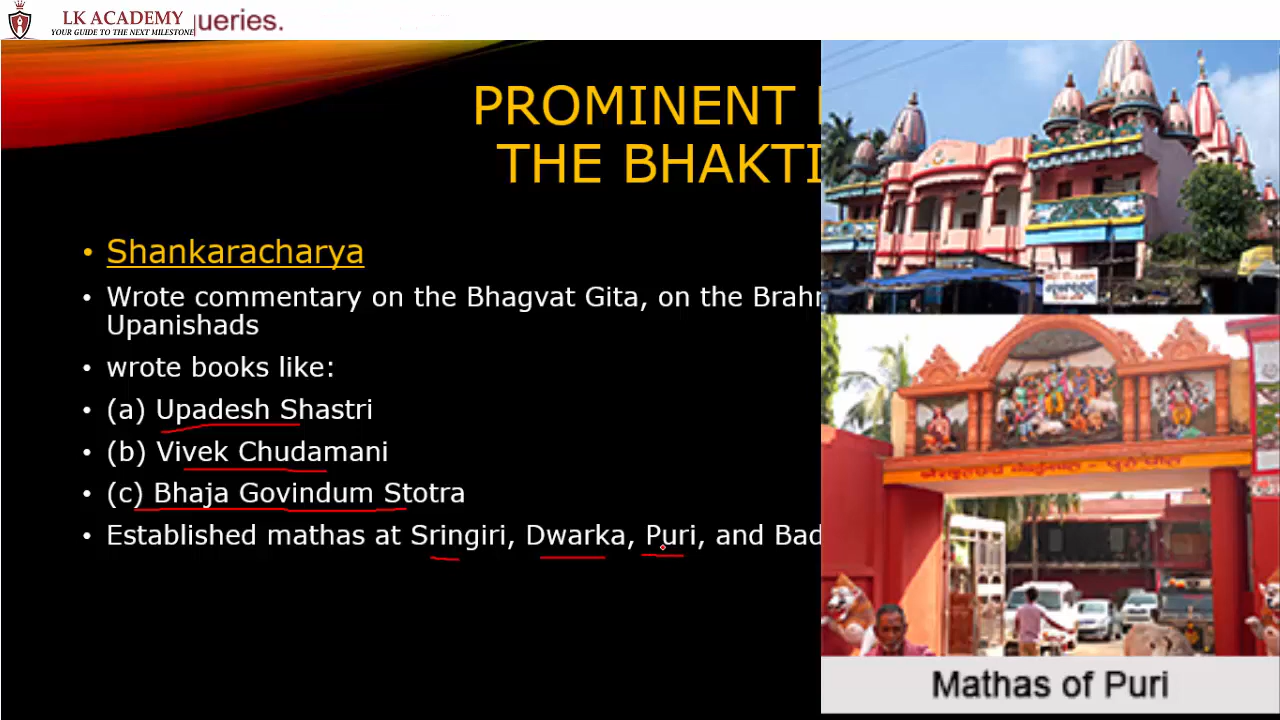 LK ACADEMY
YOUR GUIDE TO THE NEXT MILESTONE
ueries.
PROMINENT
THE BHAKTI
• Shankaracharya
• Wrote commentary on the Bhagvat Gita, on the Brahm
Upanishads
• wrote books like:
• (a) Upadesh Shastri
• (b) Vivek Chudamani
• (c) Bhaja Govindum Stotra
• Established mathas at Sringiri, Dwarka, Puri, and Bad
Mathas of Puri